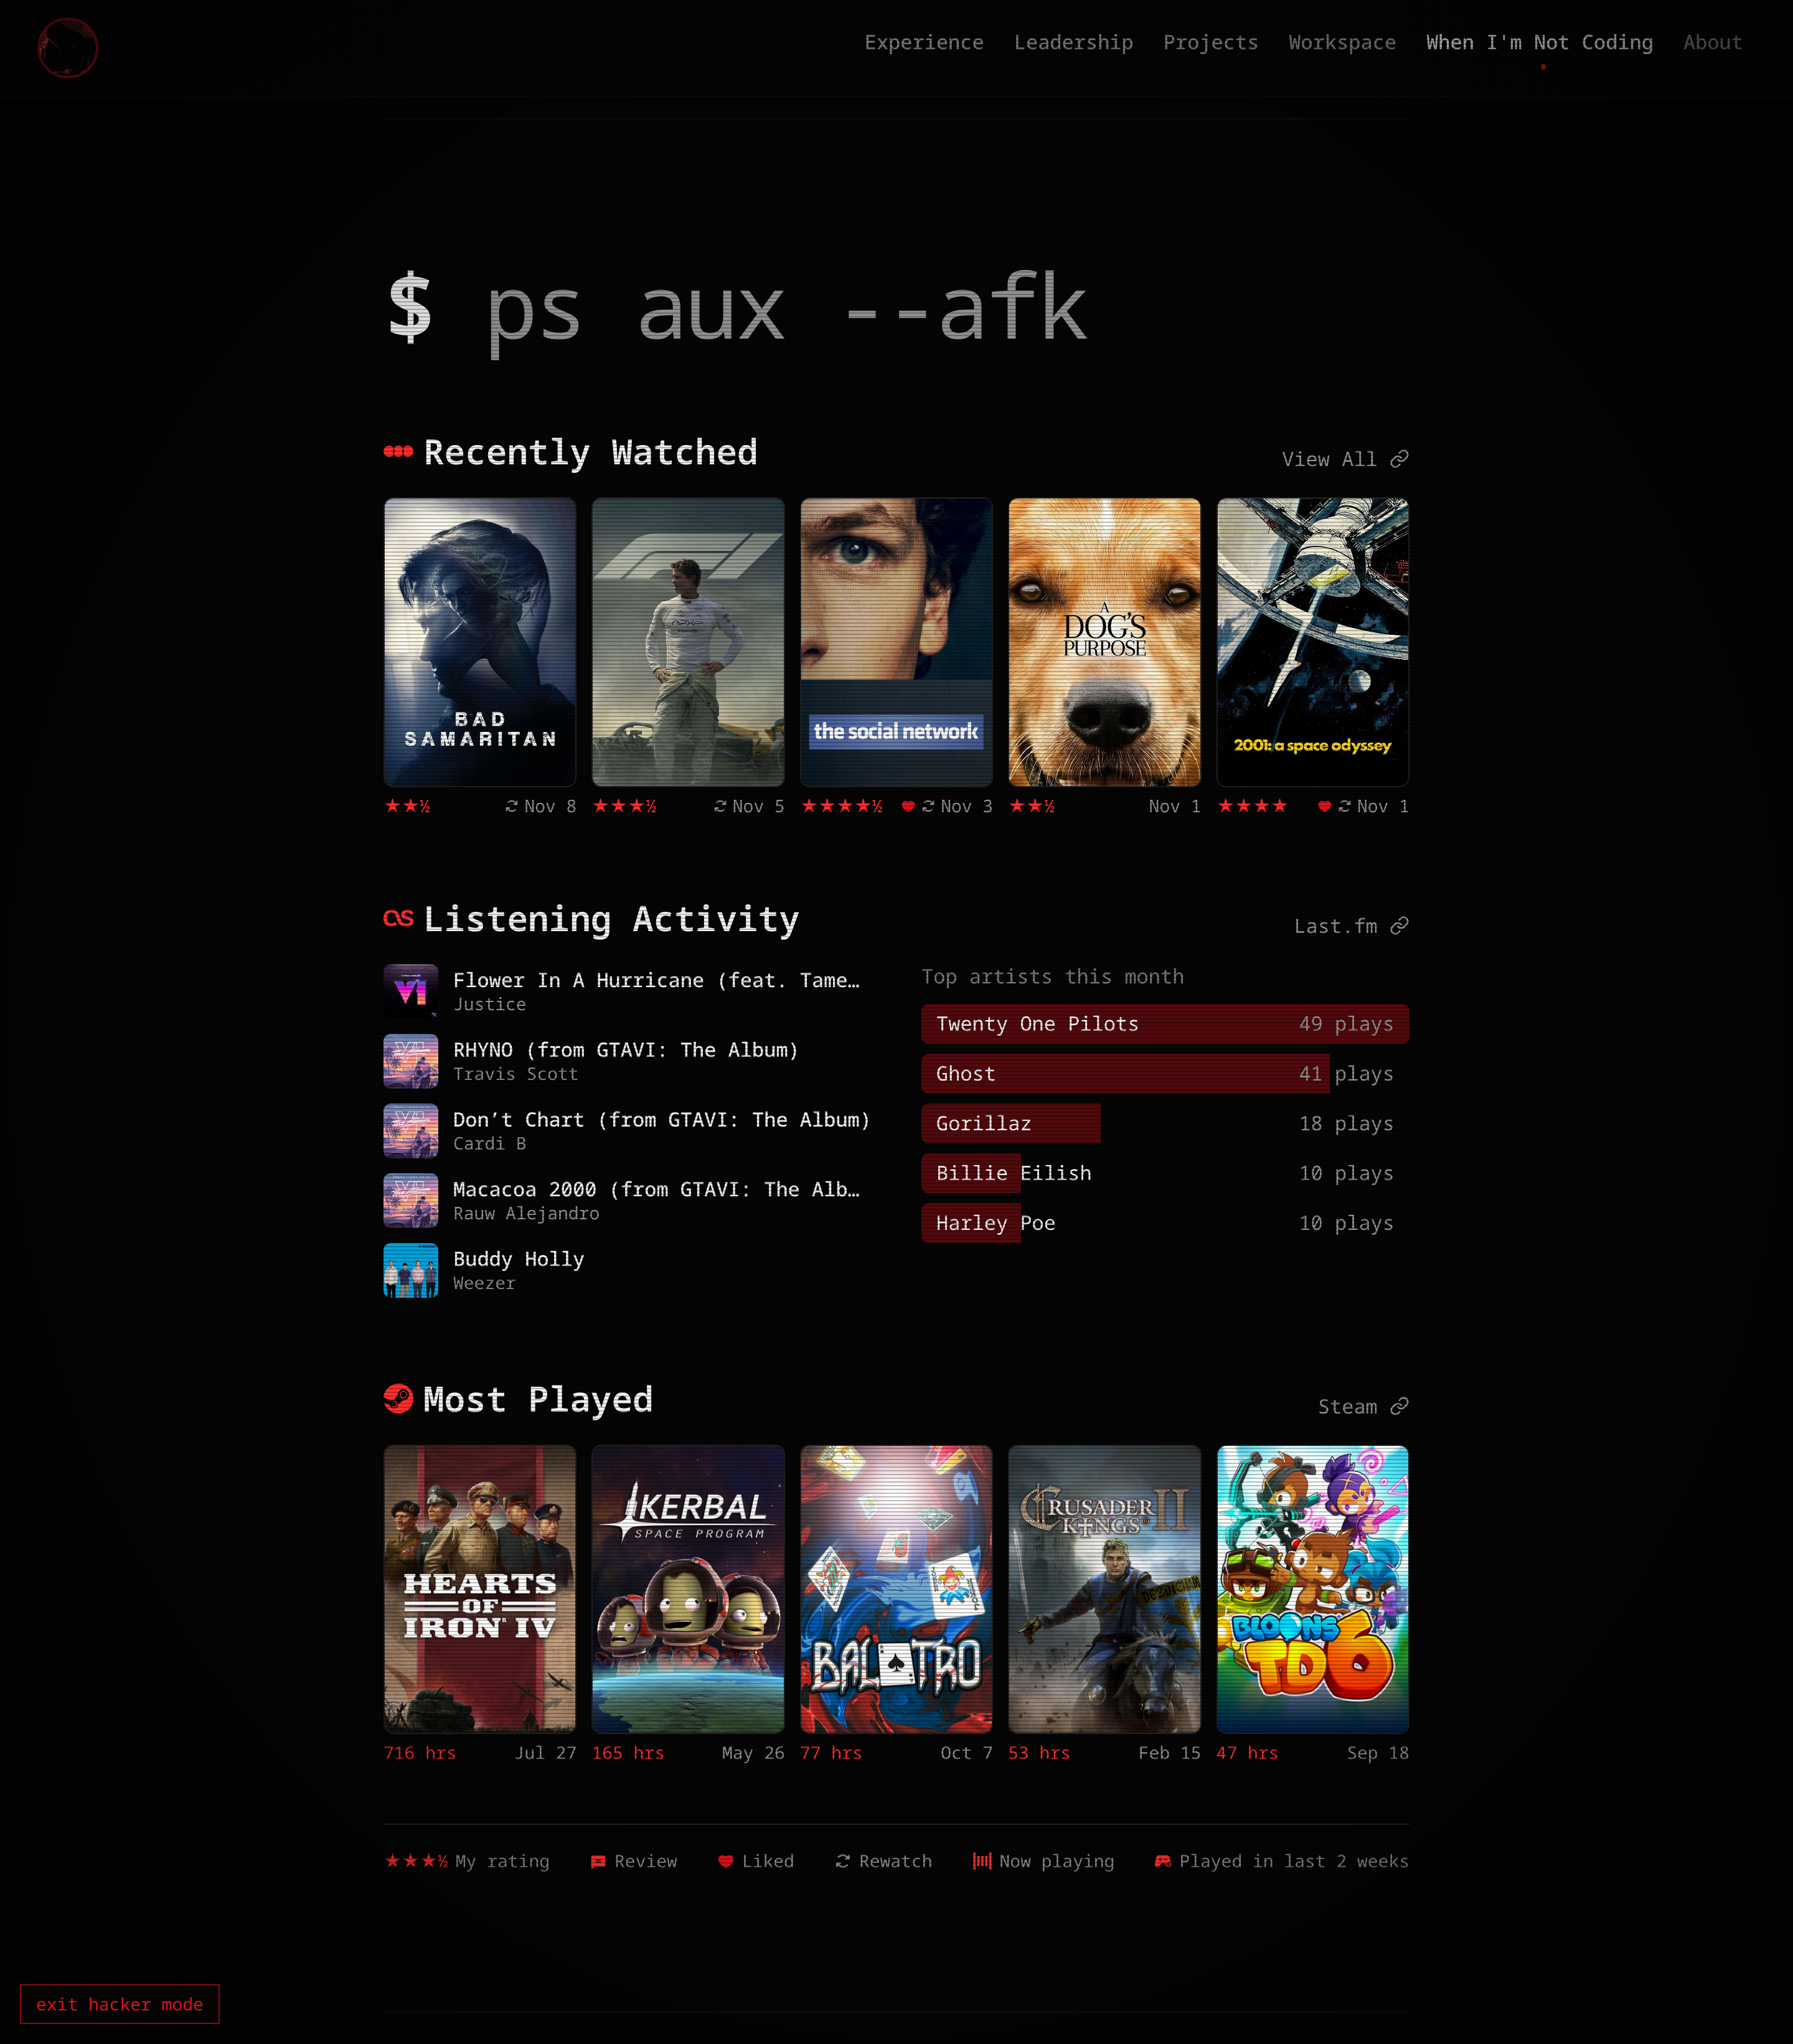 Experience Leadership Projects Workspace When I'm Not Coding About
$ ps aux --afk
Recently Watched
View All
BAD
SAMARITAN
the social network
A
DOG'S
PURPOSE
2001: a space odyssey
★★½ Nov 8
★★★½ Nov 5
★★★★½ Nov 3
★★½ Nov 1
★★★★ Nov 1
Listening Activity
Last.fm
Flower In A Hurricane (feat. Tame…
Justice
RHYNO (from GTAVI: The Album)
Travis Scott
Don’t Chart (from GTAVI: The Album)
Cardi B
Macacoa 2000 (from GTAVI: The Alb…
Rauw Alejandro
Buddy Holly
Weezer
Top artists this month
Twenty One Pilots 49 plays
Ghost 41 plays
Gorillaz 18 plays
Billie Eilish 10 plays
Harley Poe 10 plays
Most Played
Steam
HEARTS
OF
IRON IV
KERBAL
SPACE PROGRAM
BALATRO
CRUSADER
KINGS II
BLOONS
TD6
716 hrs Jul 27
165 hrs May 26
77 hrs Oct 7
53 hrs Feb 15
47 hrs Sep 18
★★★½ My rating
Review
Liked
Rewatch
Now playing
Played in last 2 weeks
exit hacker mode